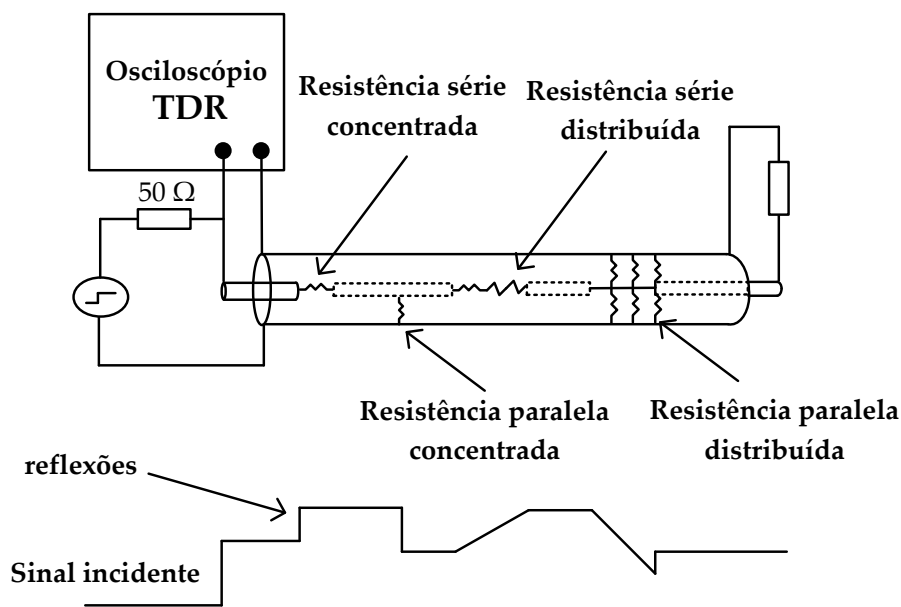 Osciloscópio
TDR
Resistência série
concentrada
Resistência série
distribuída
50 Ω
Resistência paralela
concentrada
Resistência paralela
distribuída
reflexões
Sinal incidente